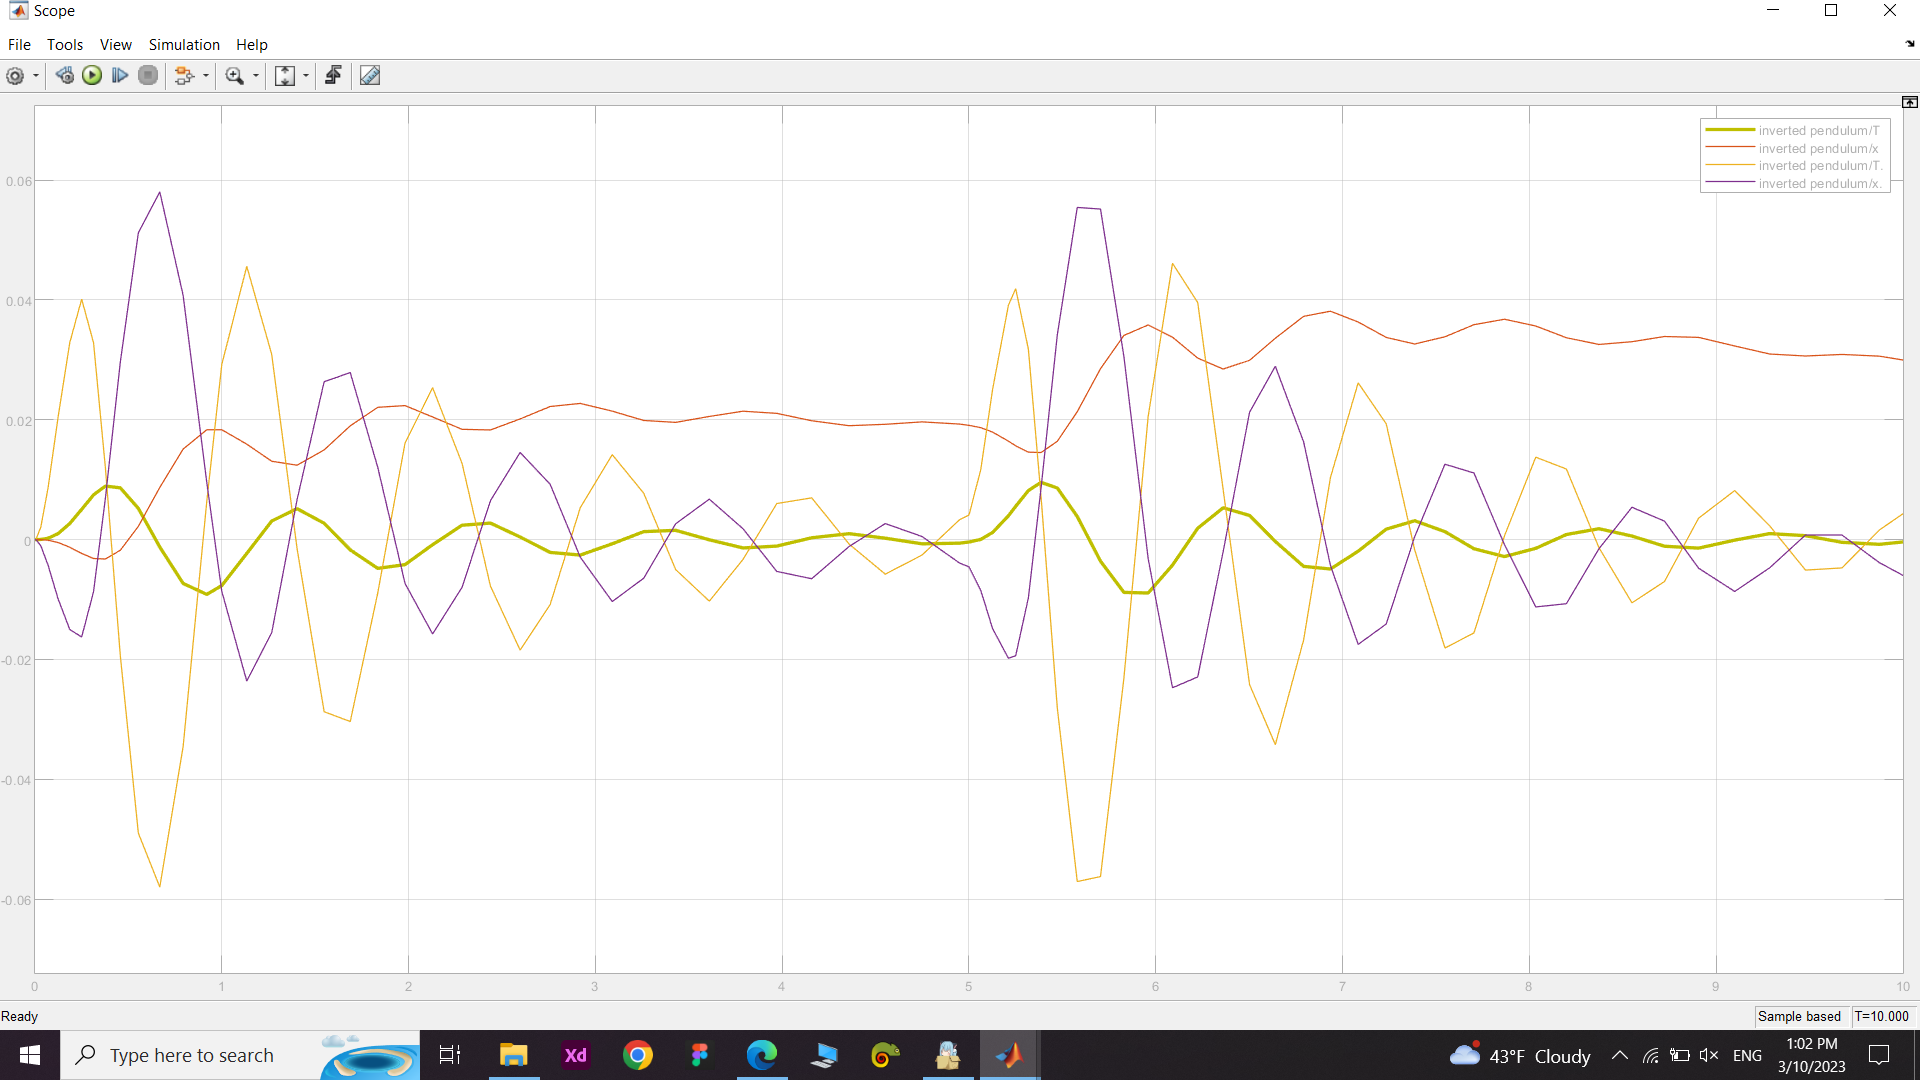 Scope
File Tools View Simulation Help
inverted pendulum/T
inverted pendulum/x
inverted pendulum/T.
inverted pendulum/x.
0.06
0.04
0.02
0
-0.02
-0.04
-0.06
0 1 2 3 4 5 6 7 8 9 10
Ready
Sample based T=10.000
Type here to search
Xd
43°F Cloudy
ENG
1:02 PM
3/10/2023